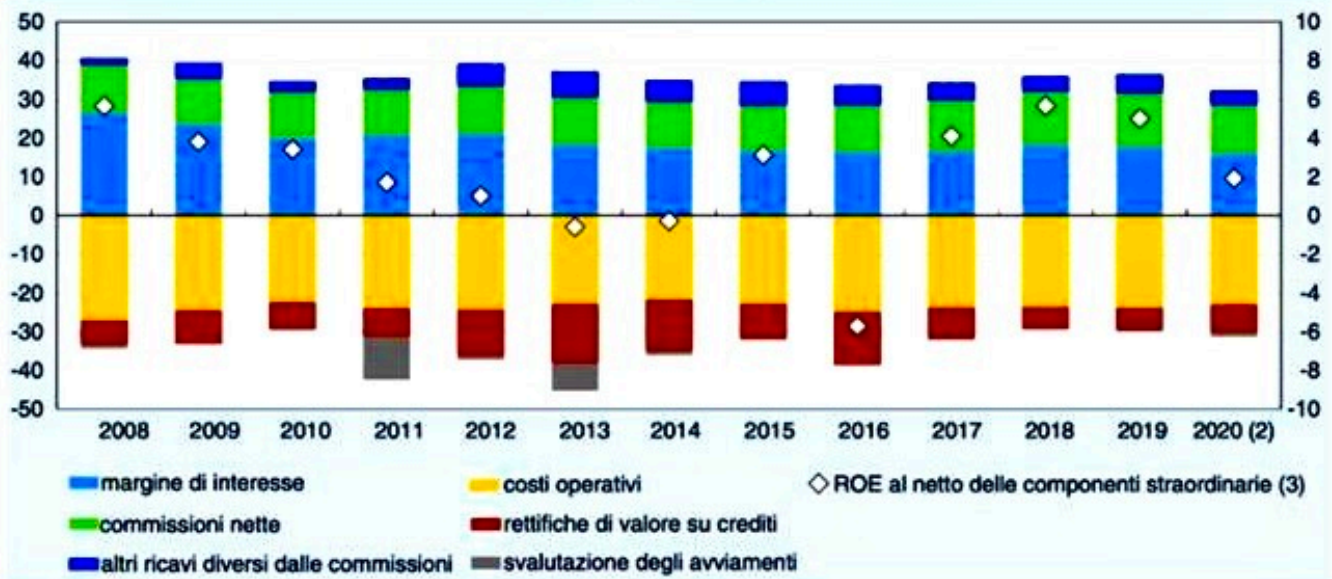 50 10
40 8
30 6
20 4
10 2
0 0
-10 -2
-20 -4
-30 -6
-40 -8
-50 -10
2008 2009 2010 2011 2012 2013 2014 2015 2016 2017 2018 2019 2020 (2)
margine di interesse costi operativi ROE al netto delle componenti straordinarie (3)
commissioni nette rettifiche di valore su crediti
altri ricavi diversi dalle commissioni svalutazione degli avviamenti